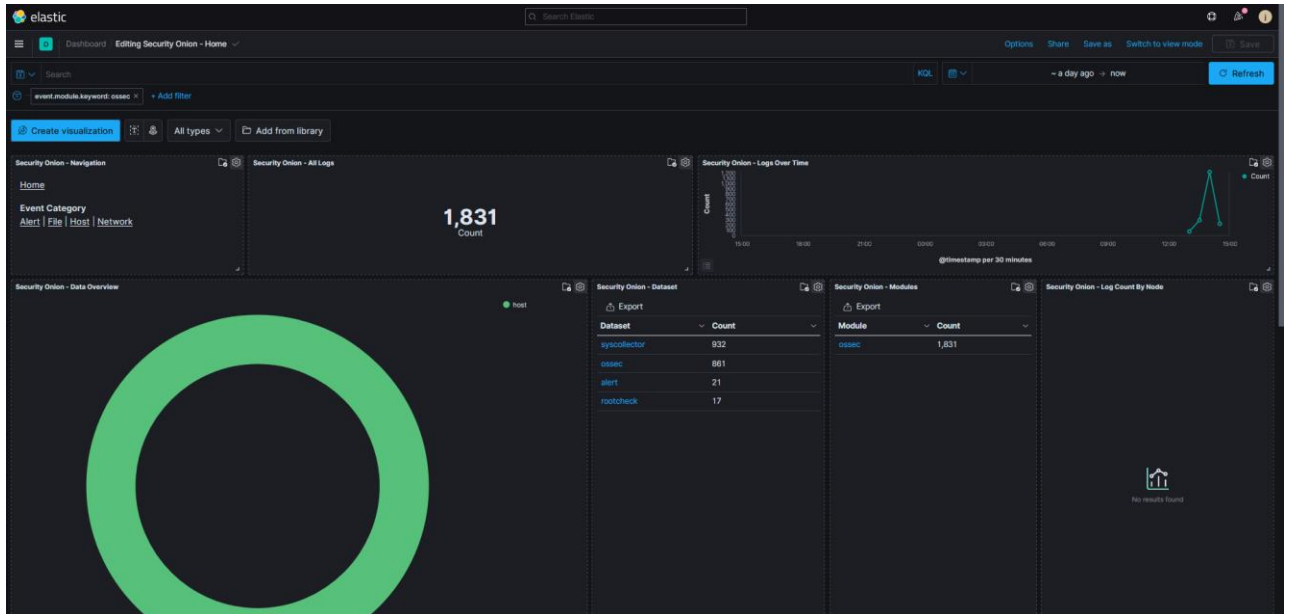 elastic
Search Elastic
D Dashboard Editing Security Onion - Home
Options Share Save as Switch to view mode Save
Search
KQL
~ a day ago → now
Refresh
event.module.keyword: ossec × + Add filter
Create visualization
All types
Add from library
Security Onion - Navigation
Home
Event Category
Alert | File | Host | Network
Security Onion - All Logs
1,831
Count
Security Onion - Logs Over Time
Count
Count
15:00 18:00 21:00 00:00 03:00 06:00 09:00 12:00 15:00
@timestamp per 30 minutes
Security Onion - Data Overview
host
Security Onion - Dataset
Export
Dataset Count
syscollector 932
ossec 861
alert 21
rootcheck 17
Security Onion - Modules
Export
Module Count
ossec 1,831
Security Onion - Log Count By Node
No results found